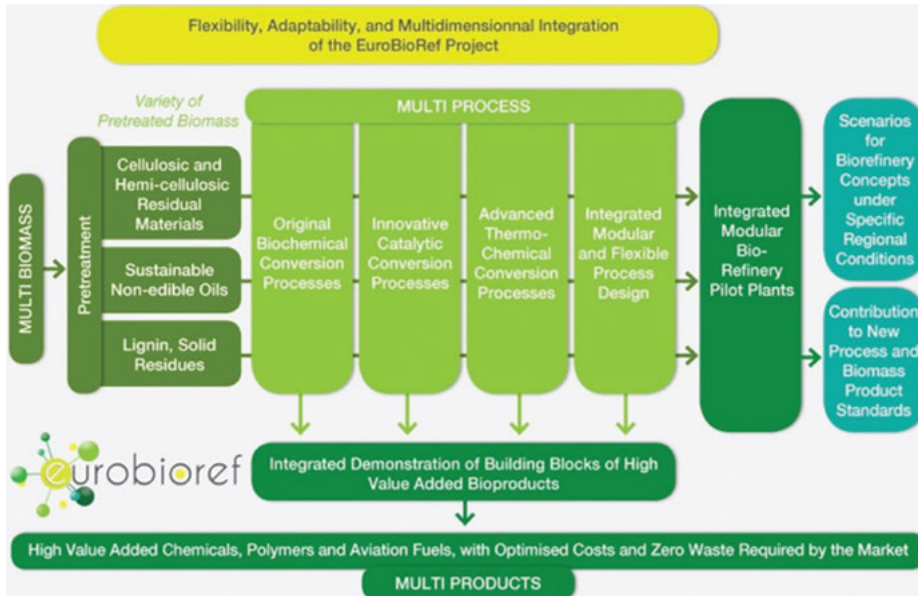 Flexibility, Adaptability, and Multidimensionnal Integration
of the EuroBioRef Project
Variety of
Pretreated Biomass
MULTI PROCESS
MULTI BIOMASS
Pretreatment
Cellulosic and
Hemi-cellulosic
Residual
Materials
Sustainable
Non-edible Oils
Lignin, Solid
Residues
Original
Biochemical
Conversion
Processes
Innovative
Catalytic
Conversion
Processes
Advanced
Thermo-
Chemical
Conversion
Processes
Integrated
Modular
and Flexible
Process
Design
Integrated
Modular
Bio-
Refinery
Pilot Plants
Scenarios
for
Biorefinery
Concepts
under
Specific
Regional
Conditions
Contribution
to New
Process and
Biomass
Product
Standards
eurobioref
Integrated Demonstration of Building Blocks of High
Value Added Bioproducts
High Value Added Chemicals, Polymers and Aviation Fuels, with Optimised Costs and Zero Waste Required by the Market
MULTI PRODUCTS